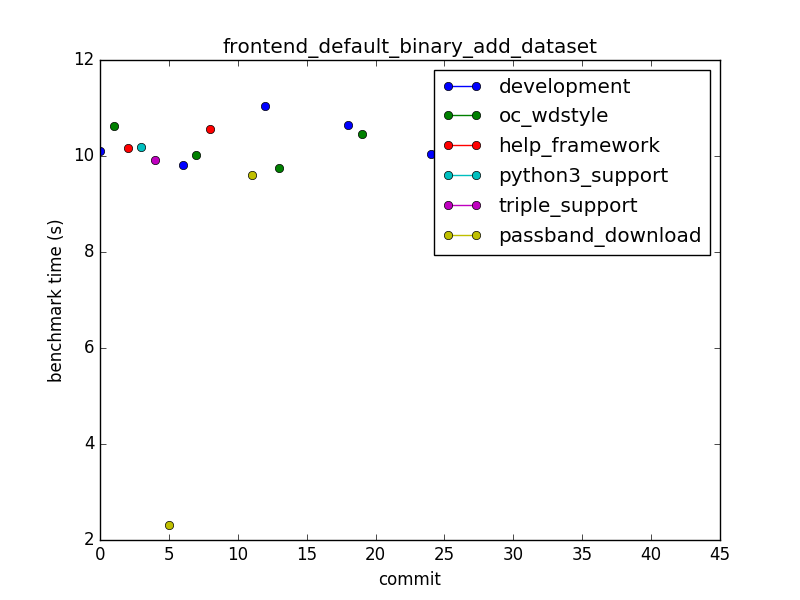 frontend_default_binary_add_dataset
development
oc_wdstyle
help_framework
python3_support
triple_support
passband_download
benchmark time (s)
12
10
8
6
4
2
0 5 10 15 20 25 30 35 40 45
commit